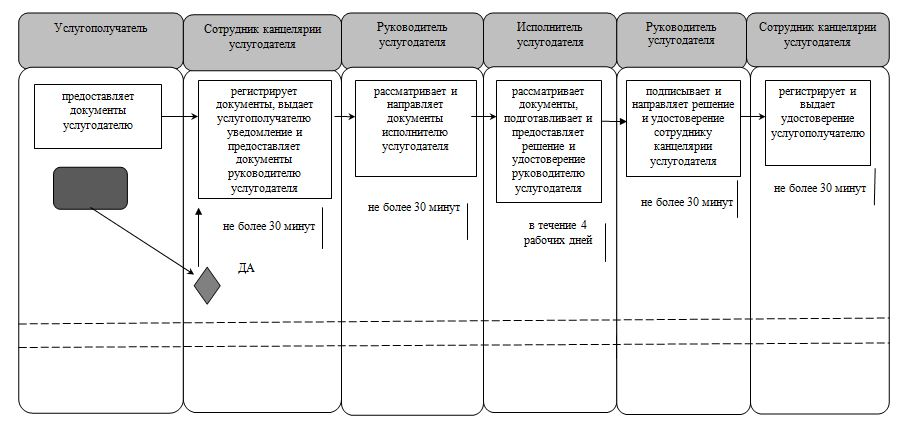 Услугополучатель
Сотрудник канцелярии
услугодателя
Руководитель
услугодателя
Исполнитель
услугодателя
Руководитель
услугодателя
Сотрудник канцелярии
услугодателя
предоставляет
документы
услугодателю
регистрирует
документы, выдает
услугополучателю
уведомление и
предоставляет
документы
руководителю
услугодателя
рассматривает и
направляет
документы
исполнителю
услугодателя
рассматривает
документы,
подготавливает и
предоставляет
решение и
удостоверение
руководителю
услугодателя
подписывает и
направляет решение
и удостоверение
сотруднику
канцелярии
услугодателя
регистрирует и
выдает
удостоверение
услугополучателю
не более 30 минут
не более 30 минут
в течение 4
рабочих дней
не более 30 минут
не более 30 минут
ДА